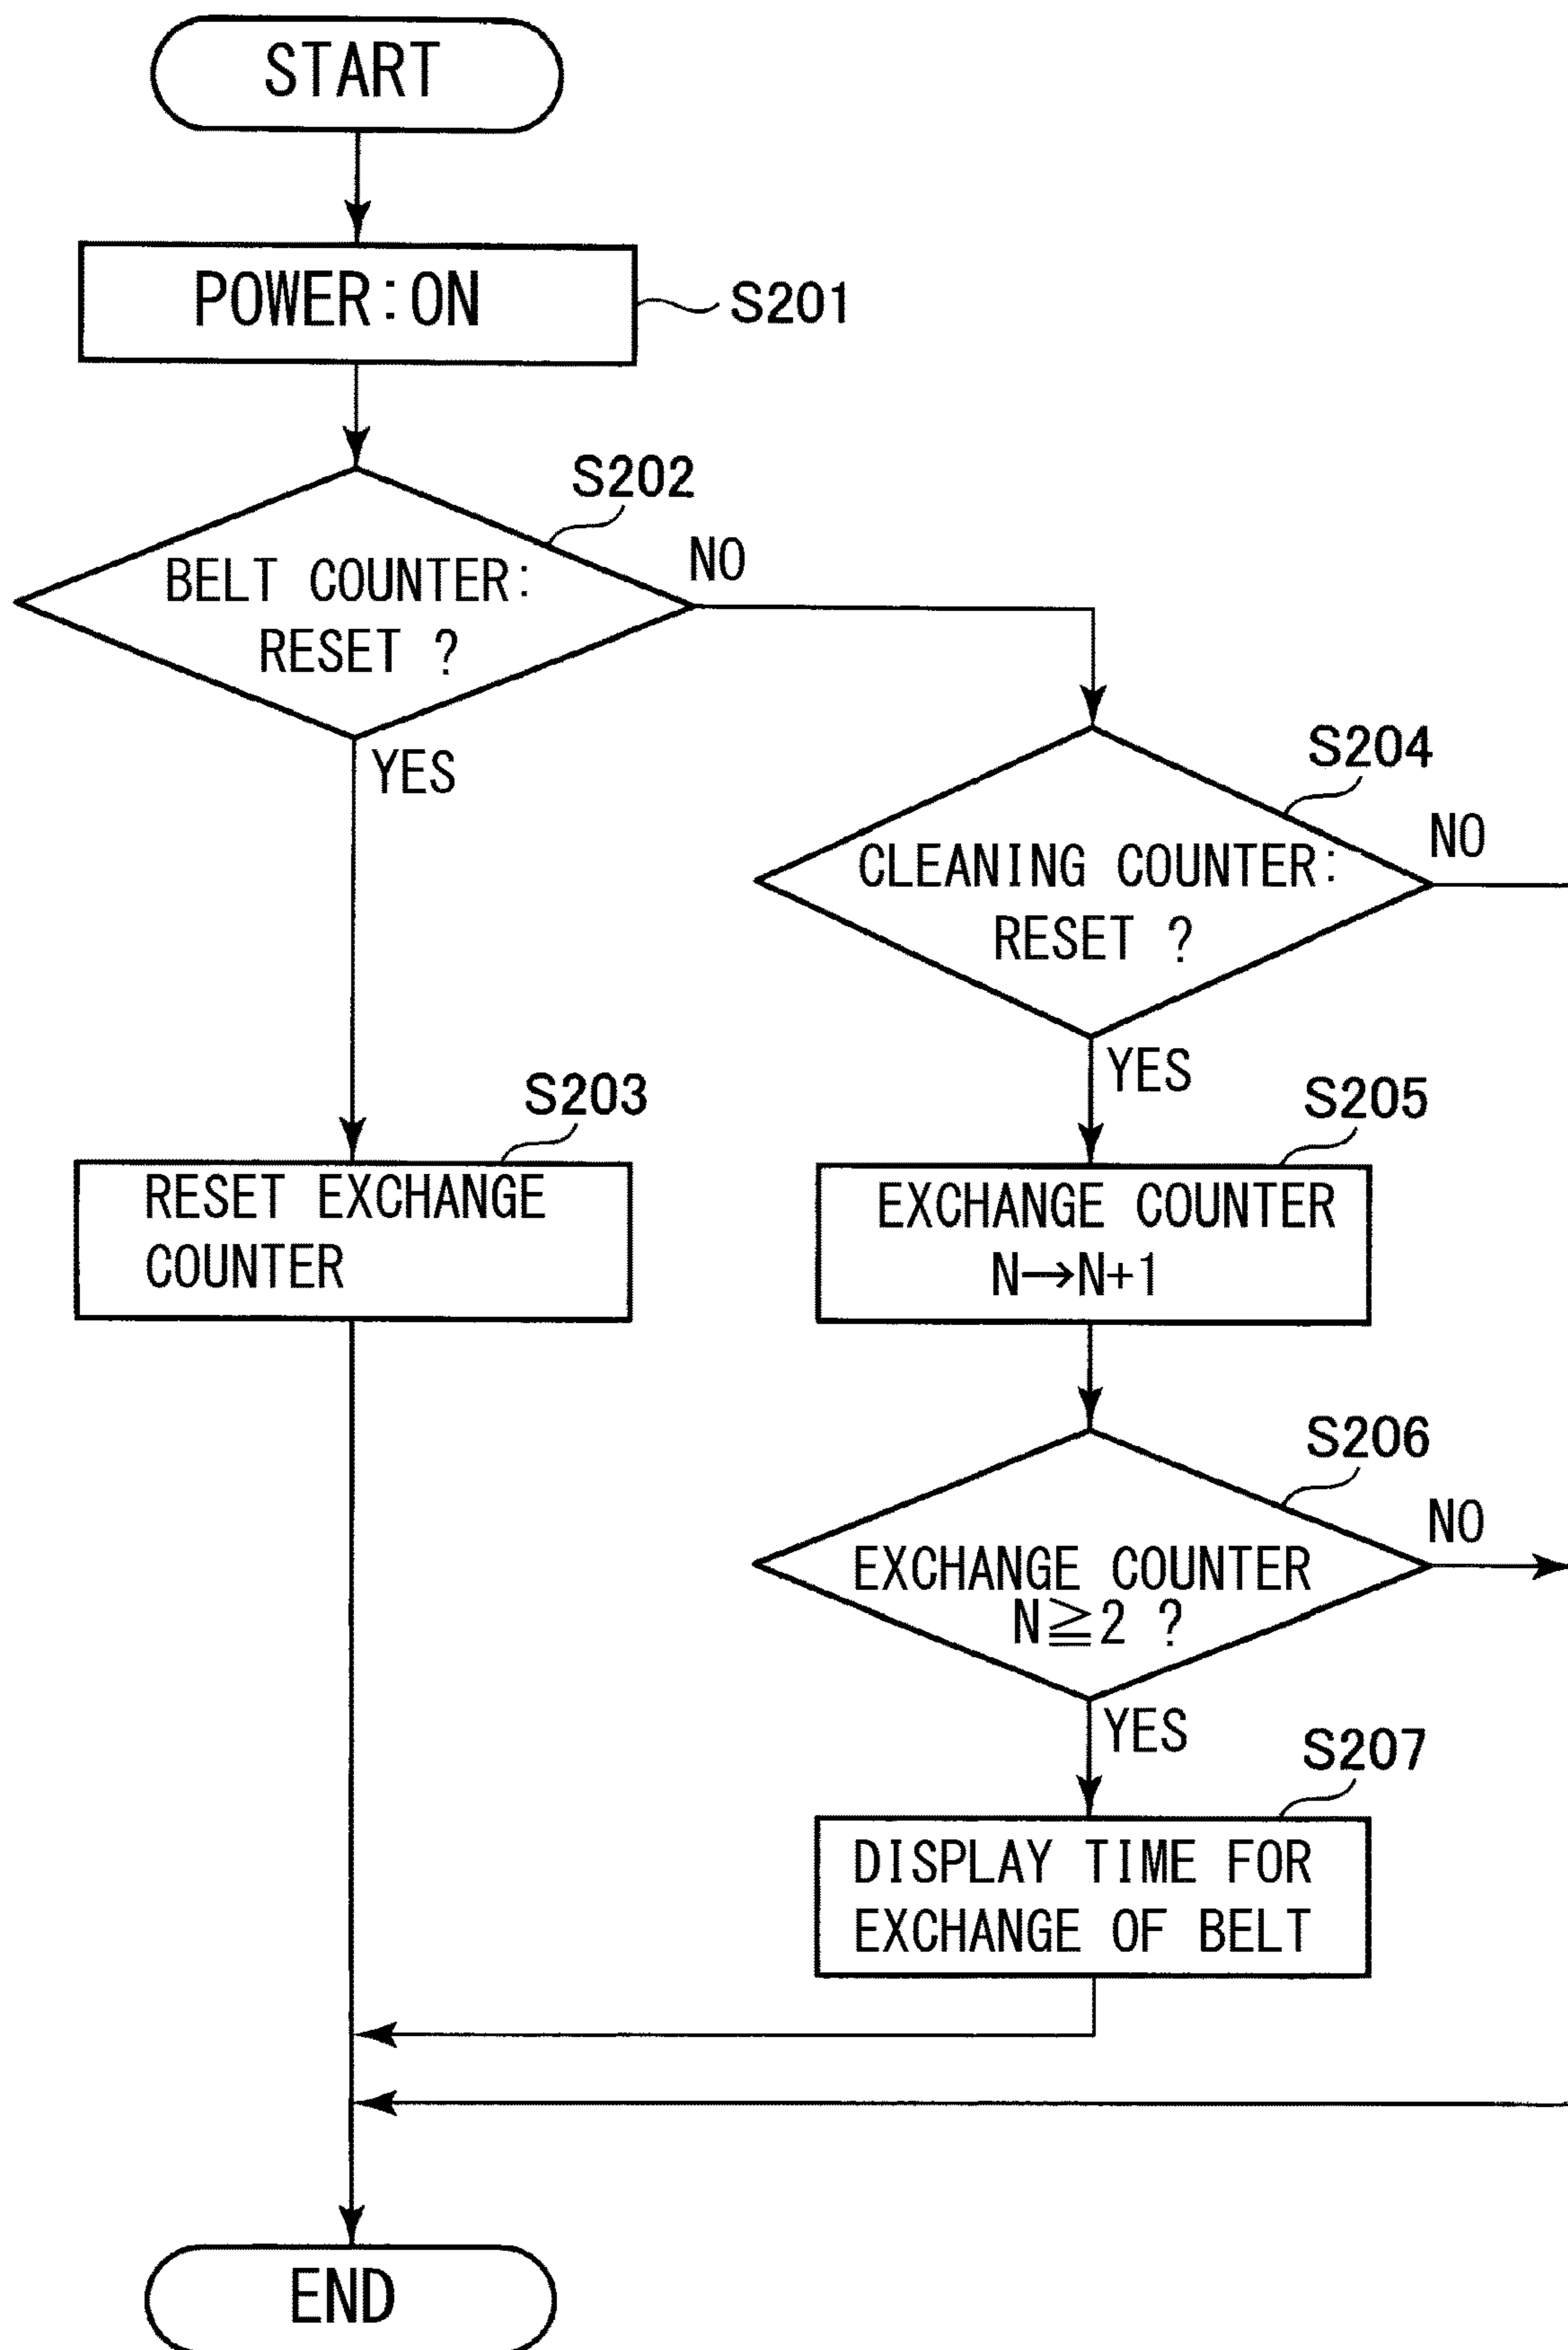 START
POWER:ON
S201
S202
BELT COUNTER:
RESET ?
NO
YES
S204
CLEANING COUNTER:
RESET ?
NO
YES
S203
RESET EXCHANGE
COUNTER
S205
EXCHANGE COUNTER
N→N+1
S206
EXCHANGE COUNTER
N≧2 ?
NO
YES
S207
DISPLAY TIME FOR
EXCHANGE OF BELT
END